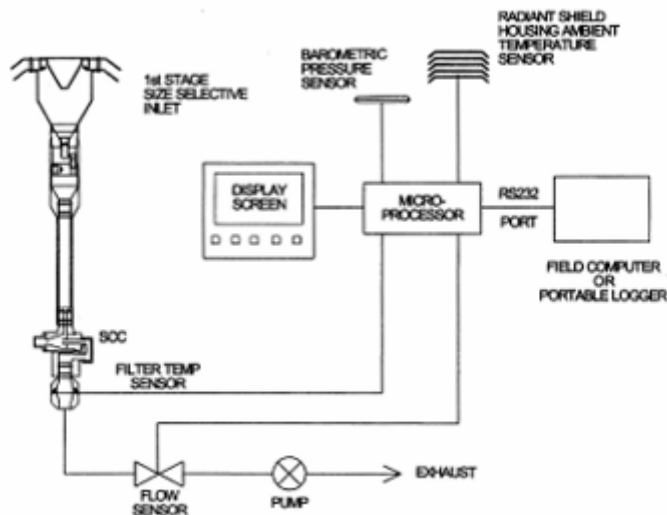 RADIANT SHIELD
HOUSING AMBIENT
TEMPERATURE
SENSOR
BAROMETRIC
PRESSURE
SENSOR
1st STAGE
SIZE SELECTIVE
INLET
DISPLAY
SCREEN
MICRO-
PROCESSOR
RS232
PORT
FIELD COMPUTER
OR
PORTABLE LOGGER
SCC
FILTER TEMP
SENSOR
FLOW
SENSOR
PUMP
EXHAUST